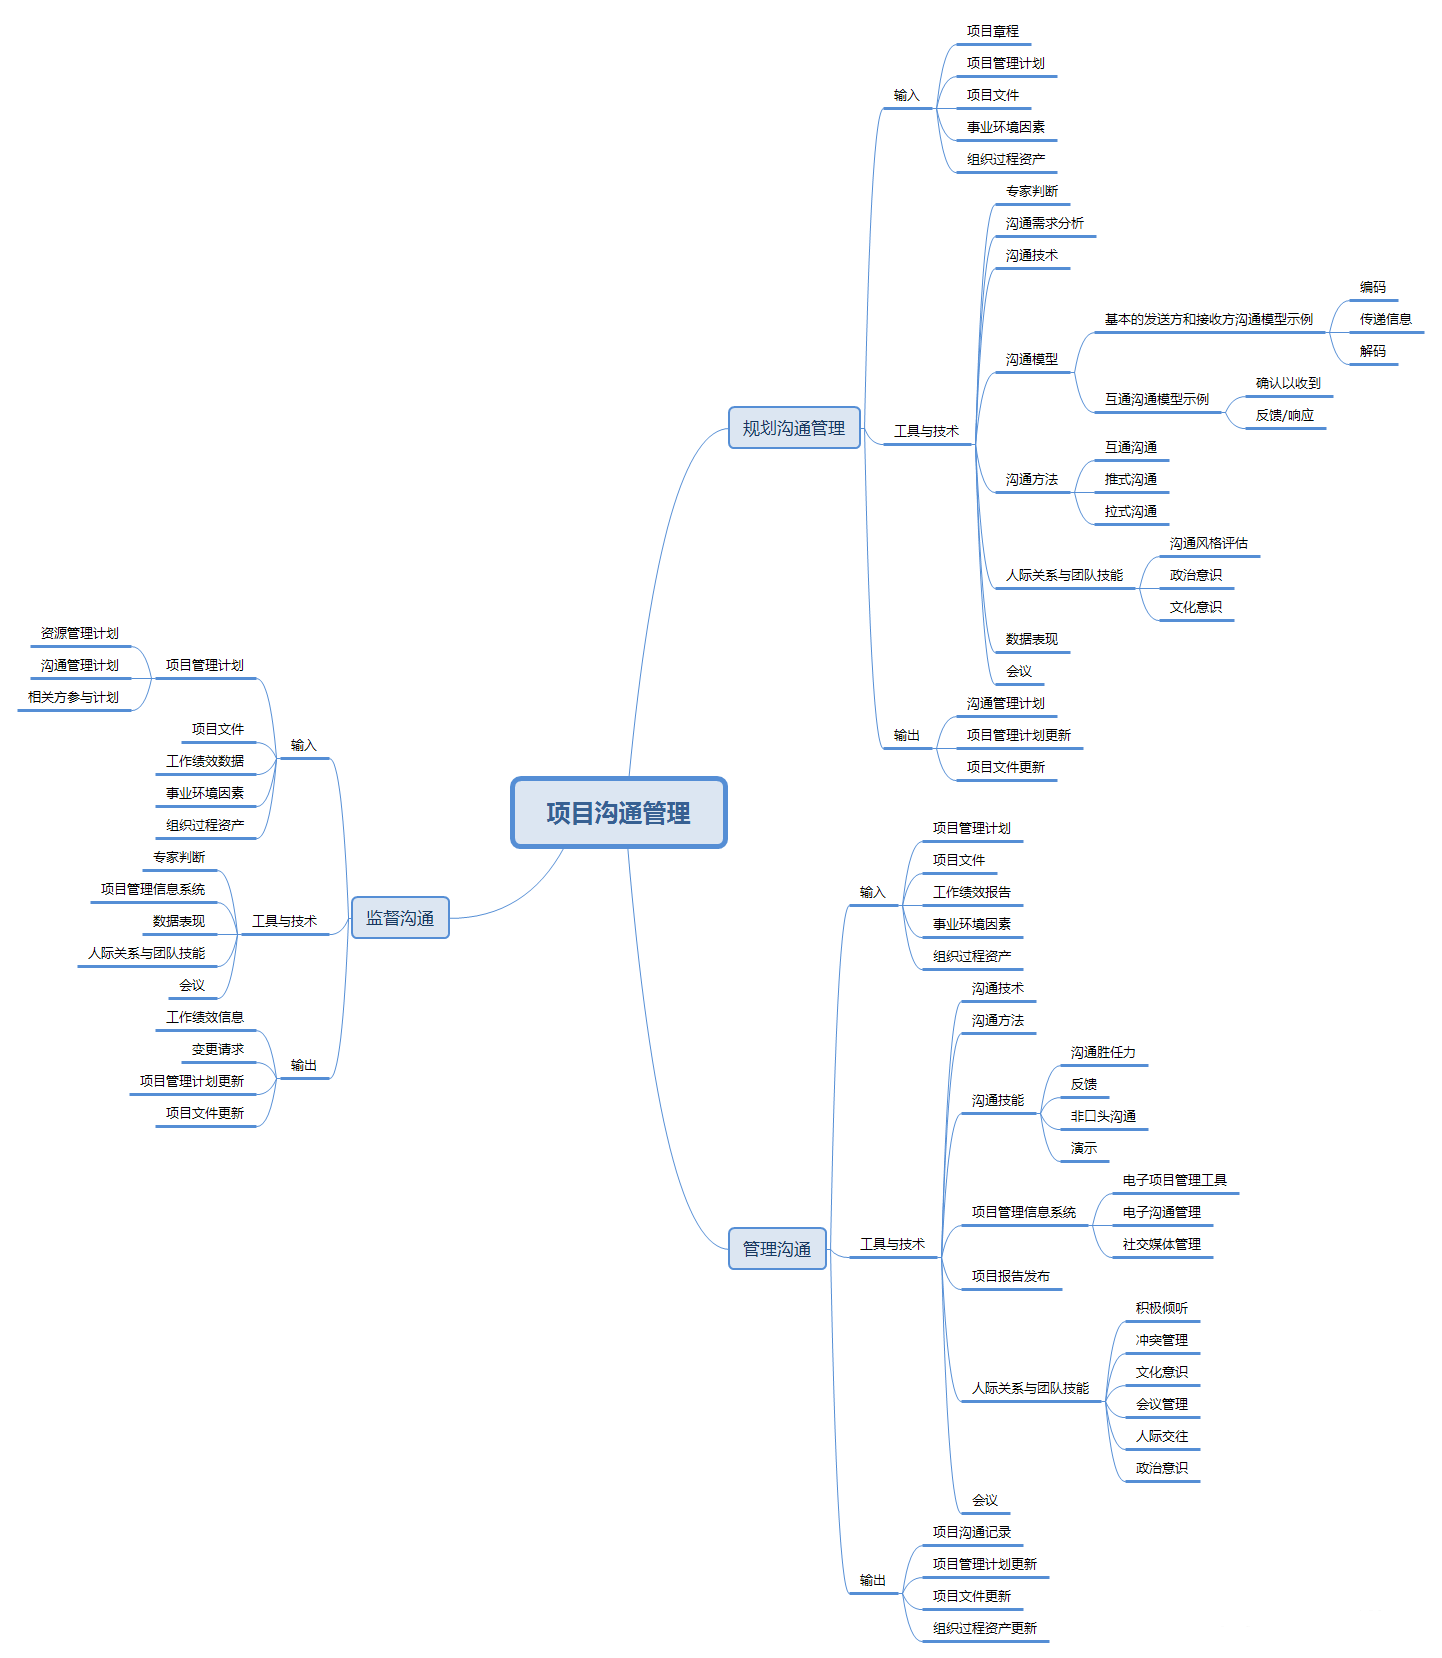 项目沟通管理
规划沟通管理
输入
项目章程
项目管理计划
项目文件
事业环境因素
组织过程资产
工具与技术
专家判断
沟通需求分析
沟通技术
沟通模型
基本的发送方和接收方沟通模型示例
编码
传递信息
解码
互通沟通模型示例
确认以收到
反馈/响应
沟通方法
互通沟通
推式沟通
拉式沟通
人际关系与团队技能
沟通风格评估
政治意识
文化意识
数据表现
会议
输出
沟通管理计划
项目管理计划更新
项目文件更新
管理沟通
输入
项目管理计划
项目文件
工作绩效报告
事业环境因素
组织过程资产
工具与技术
沟通技术
沟通方法
沟通技能
沟通胜任力
反馈
非口头沟通
演示
项目管理信息系统
电子项目管理工具
电子沟通管理
社交媒体管理
项目报告发布
人际关系与团队技能
积极倾听
冲突管理
文化意识
会议管理
人际交往
政治意识
会议
输出
项目沟通记录
项目管理计划更新
项目文件更新
组织过程资产更新
监督沟通
输入
项目管理计划
资源管理计划
沟通管理计划
相关方参与计划
项目文件
工作绩效数据
事业环境因素
组织过程资产
工具与技术
专家判断
项目管理信息系统
数据表现
人际关系与团队技能
会议
输出
工作绩效信息
变更请求
项目管理计划更新
项目文件更新